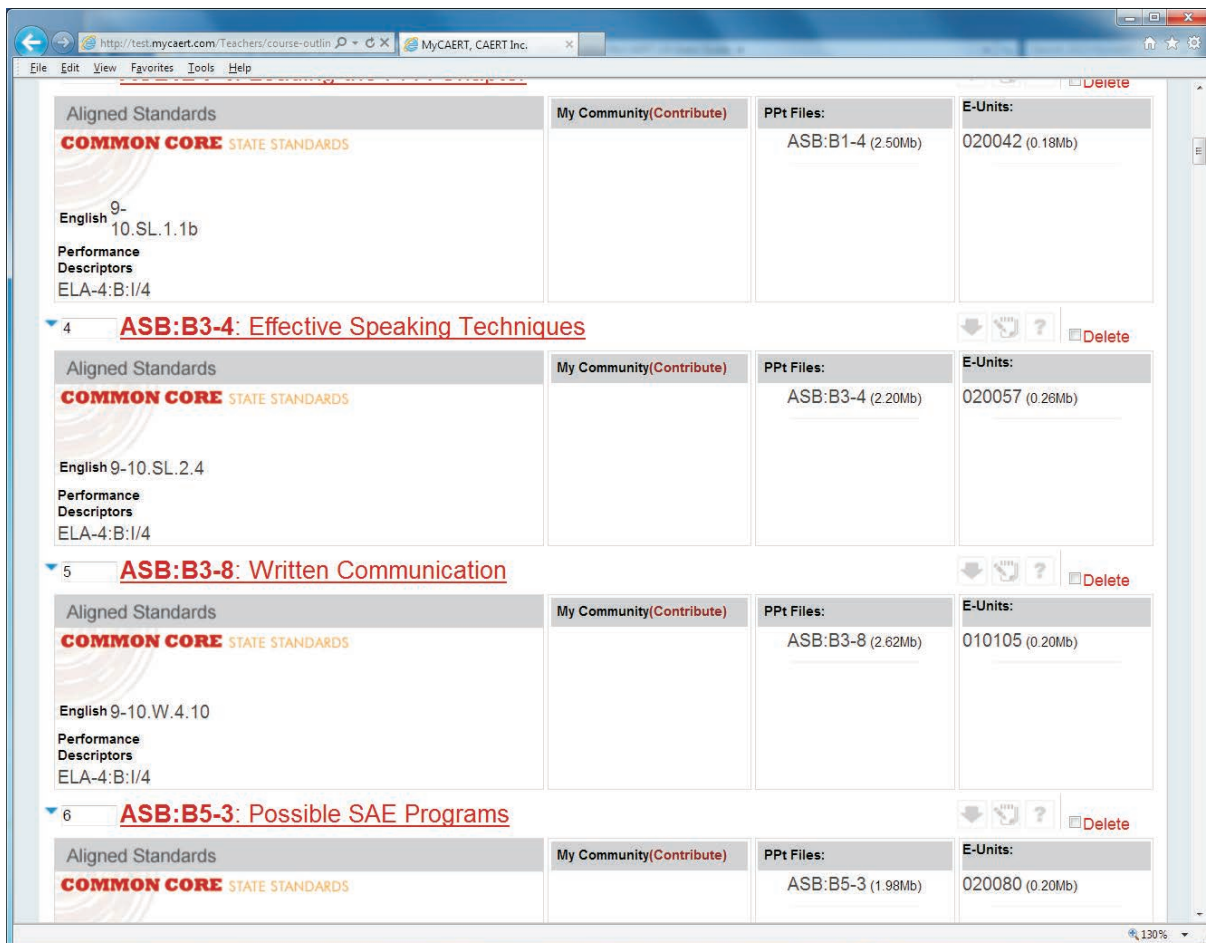 http://test.mycaert.com/Teachers/course-outlin
MyCAERT, CAERT Inc.
File Edit View Favorites Tools Help
Delete
Aligned Standards
My Community(Contribute)
PPt Files:
E-Units:
COMMON CORE STATE STANDARDS
ASB:B1-4 (2.50Mb)
020042 (0.18Mb)
English 9-
10.SL.1.1b
Performance
Descriptors
ELA-4:B:I/4
4 ASB:B3-4: Effective Speaking Techniques
? Delete
Aligned Standards
My Community(Contribute)
PPt Files:
E-Units:
COMMON CORE STATE STANDARDS
ASB:B3-4 (2.20Mb)
020057 (0.26Mb)
English 9-10.SL.2.4
Performance
Descriptors
ELA-4:B:I/4
5 ASB:B3-8: Written Communication
? Delete
Aligned Standards
My Community(Contribute)
PPt Files:
E-Units:
COMMON CORE STATE STANDARDS
ASB:B3-8 (2.62Mb)
010105 (0.20Mb)
English 9-10.W.4.10
Performance
Descriptors
ELA-4:B:I/4
6 ASB:B5-3: Possible SAE Programs
? Delete
Aligned Standards
My Community(Contribute)
PPt Files:
E-Units:
COMMON CORE STATE STANDARDS
ASB:B5-3 (1.98Mb)
020080 (0.20Mb)
130%